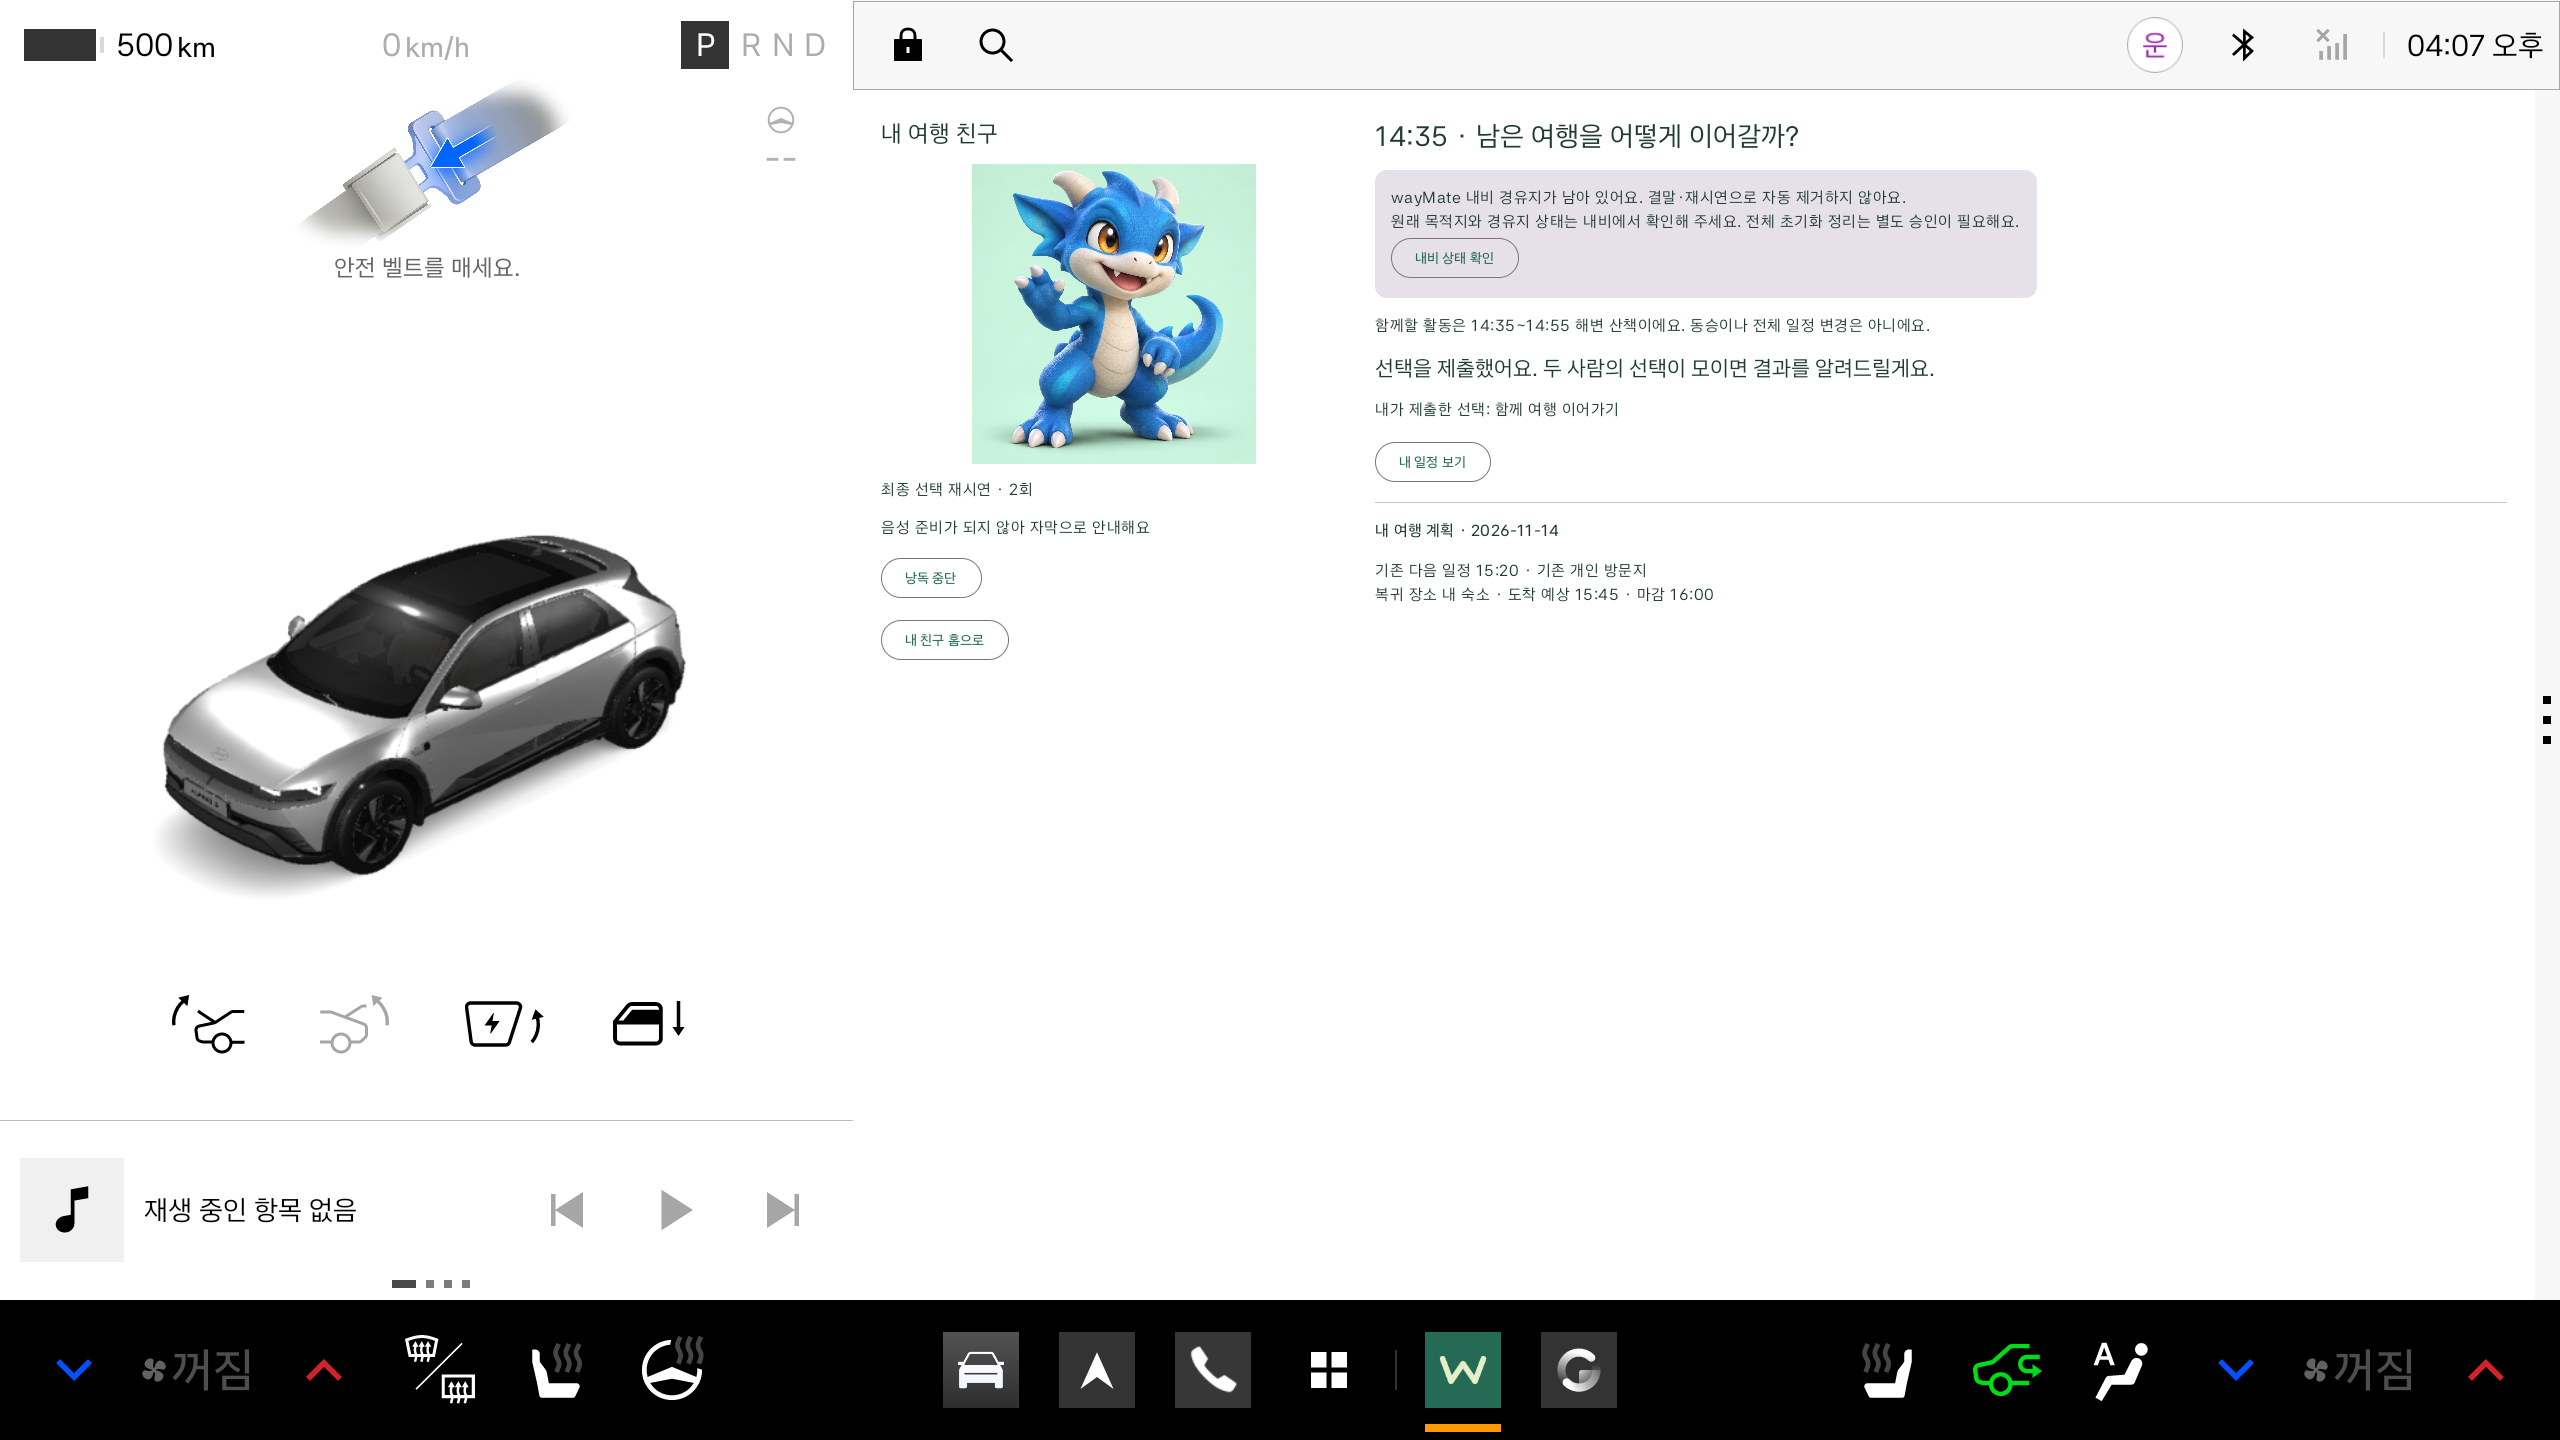 500 km
0 km/h
P R N D
운
04:07 오후
안전 벨트를 매세요.
재생 중인 항목 없음
내 여행 친구
최종 선택 재시연 · 2회
음성 준비가 되지 않아 자막으로 안내해요
낭독 중단
내 친구 홈으로
14:35 · 남은 여행을 어떻게 이어갈까?
wayMate 내비 경유지가 남아 있어요. 결말·재시연으로 자동 제거하지 않아요.
원래 목적지와 경유지 상태는 내비에서 확인해 주세요. 전체 초기화 정리는 별도 승인이 필요해요.
내비 상태 확인
함께할 활동은 14:35~14:55 해변 산책이에요. 동승이나 전체 일정 변경은 아니에요.
선택을 제출했어요. 두 사람의 선택이 모이면 결과를 알려드릴게요.
내가 제출한 선택: 함께 여행 이어가기
내 일정 보기
내 여행 계획 · 2026-11-14
기존 다음 일정 15:20 · 기존 개인 방문지
복귀 장소 내 숙소 · 도착 예상 15:45 · 마감 16:00
꺼짐
W
G
A
꺼짐